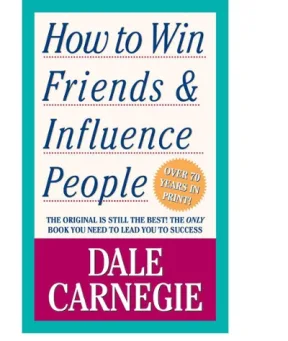 How to Win
Friends &
Influence
People
OVER 70
YEARS IN
PRINT!
THE ORIGINAL IS STILL THE BEST! THE ONLY
BOOK YOU NEED TO LEAD YOU TO SUCCESS
DALE
CARNEGIE